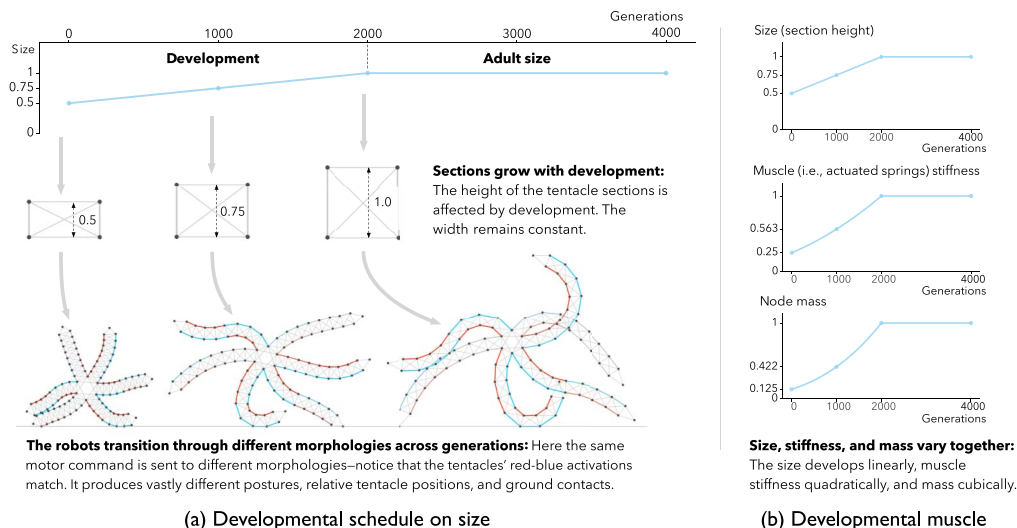 Generations
0 1000 2000 3000 4000
Size
Development
Adult size
1
0.75
0.5
0
0.5
0.75
1.0
Sections grow with development:
The height of the tentacle sections is
affected by development. The
width remains constant.
The robots transition through different morphologies across generations: Here the same
motor command is sent to different morphologies—notice that the tentacles' red-blue activations
match. It produces vastly different postures, relative tentacle positions, and ground contacts.
(a) Developmental schedule on size
Size (section height)
1
0.75
0.5
0
0 1000 2000 4000
Generations
Muscle (i.e., actuated springs) stiffness
1
0.563
0.25
0
0 1000 2000 4000
Generations
Node mass
1
0.422
0.125
0
0 1000 2000 4000
Generations
Size, stiffness, and mass vary together:
The size develops linearly, muscle
stiffness quadratically, and mass cubically.
(b) Developmental muscle